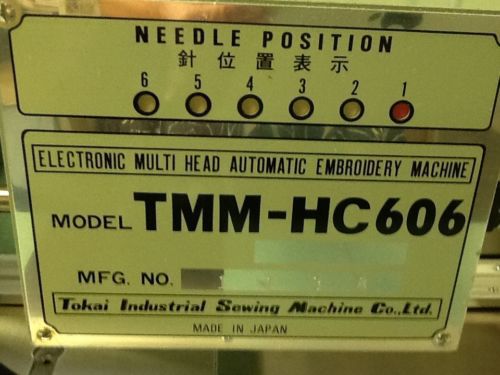 NEEDLE POSITION
針位置表示
6 5 4 3 2 1
ELECTRONIC MULTI HEAD AUTOMATIC EMBROIDERY MACHINE
MODEL TMM-HC606
MFG. NO.
Tokai Industrial Sewing Machine Co.,Ltd.
MADE IN JAPAN